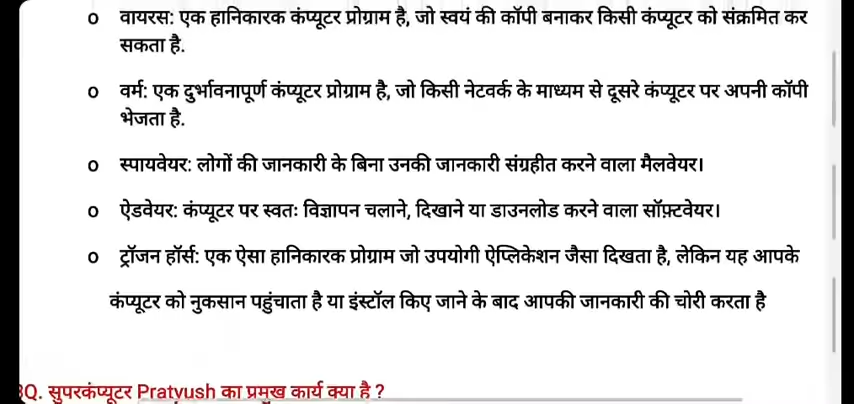 o वायरस: एक हानिकारक कंप्यूटर प्रोग्राम है, जो स्वयं की कॉपी बनाकर किसी कंप्यूटर को संक्रमित कर
सकता है.
o वर्म: एक दुर्भावनापूर्ण कंप्यूटर प्रोग्राम है, जो किसी नेटवर्क के माध्यम से दूसरे कंप्यूटर पर अपनी कॉपी
भेजता है.
o स्पायवेयर: लोगों की जानकारी के बिना उनकी जानकारी संग्रहीत करने वाला मैलवेयर।
o ऐडवेयर: कंप्यूटर पर स्वतः विज्ञापन चलाने, दिखाने या डाउनलोड करने वाला सॉफ़्टवेयर।
o ट्रॉजन हॉर्स: एक ऐसा हानिकारक प्रोग्राम जो उपयोगी ऐप्लिकेशन जैसा दिखता है, लेकिन यह आपके
कंप्यूटर को नुकसान पहुंचाता है या इंस्टॉल किए जाने के बाद आपकी जानकारी की चोरी करता है
3Q. सुपरकंप्यूटर Pratyush का प्रमुख कार्य क्या है ?